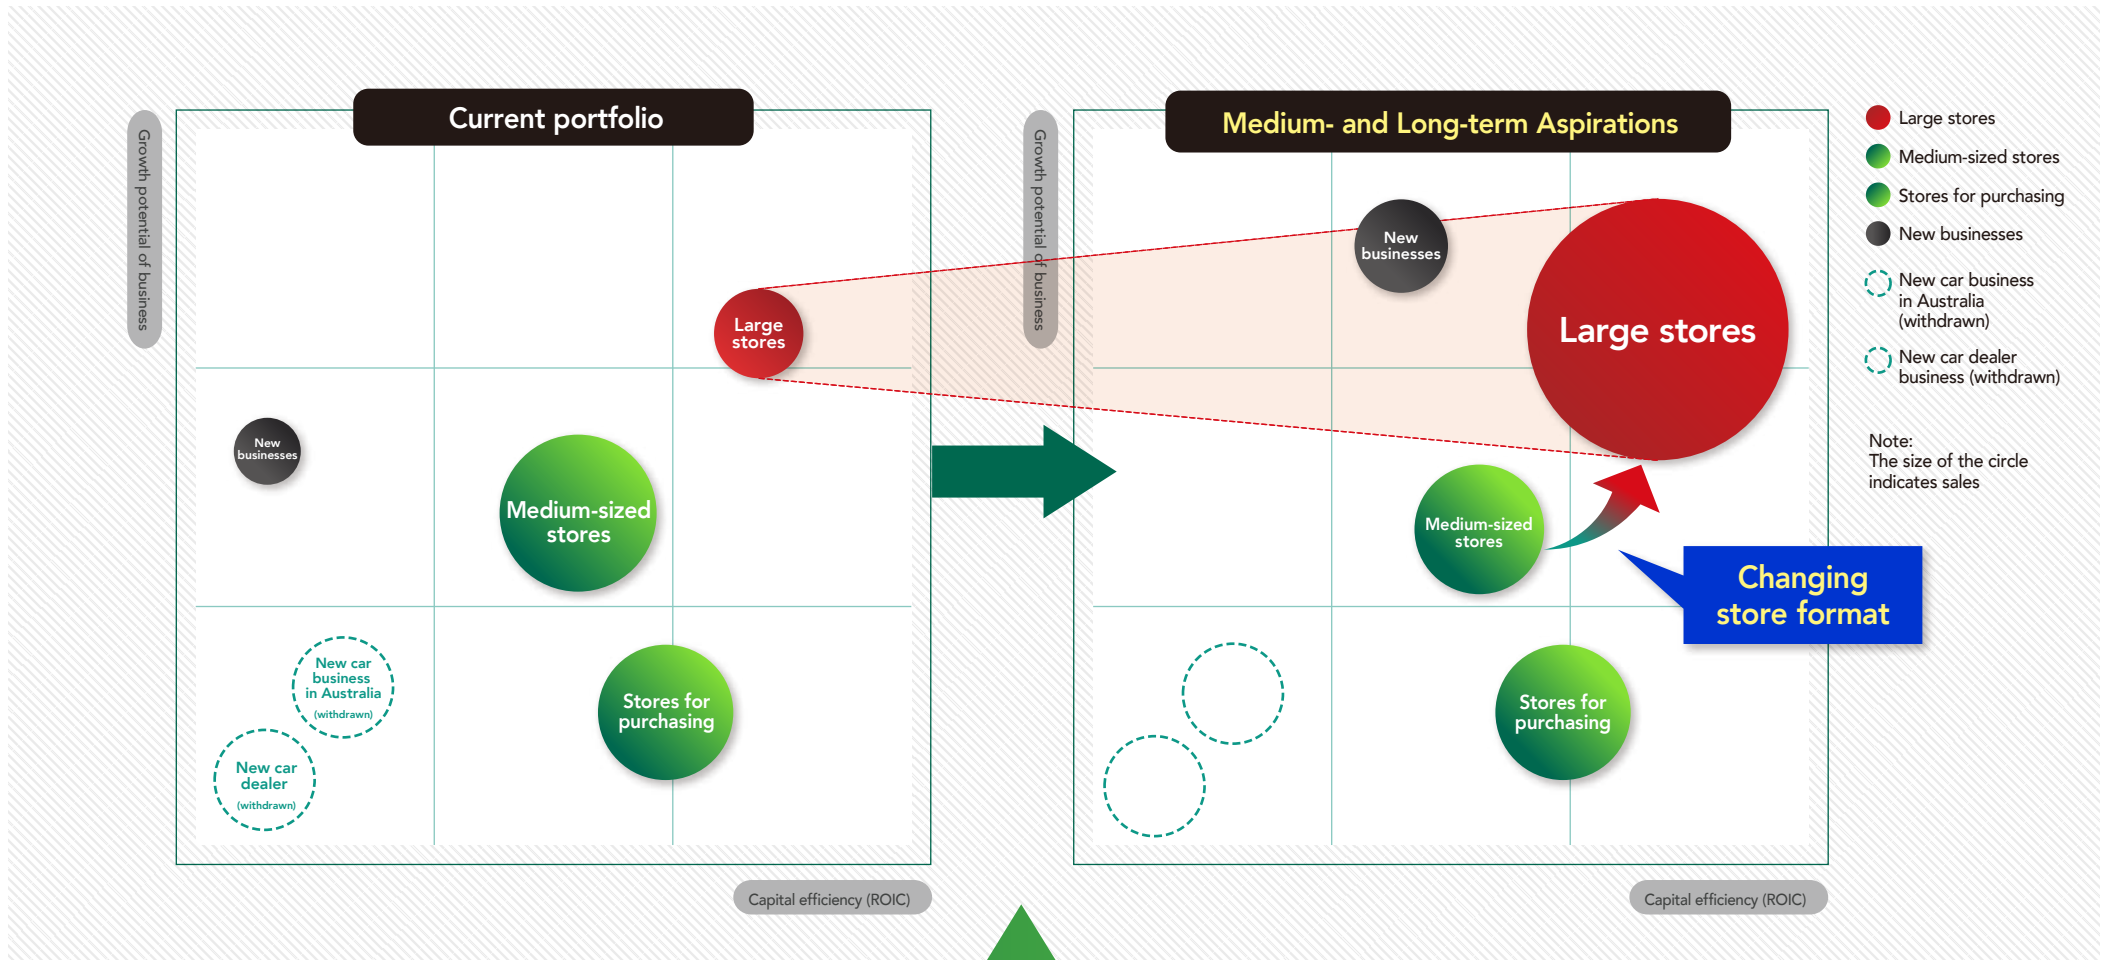 Current portfolio
Growth potential of business
Large
stores
New
businesses
Medium-sized
stores
New car
business
in Australia
(withdrawn)
Stores for
purchasing
New car
dealer
(withdrawn)
Capital efficiency (ROIC)
Medium- and Long-term Aspirations
Growth potential of business
New
businesses
Large stores
Medium-sized
stores
Changing
store format
Stores for
purchasing
Capital efficiency (ROIC)
Large stores
Medium-sized stores
Stores for purchasing
New businesses
New car business
in Australia
(withdrawn)
New car dealer
business (withdrawn)
Note:
The size of the circle
indicates sales